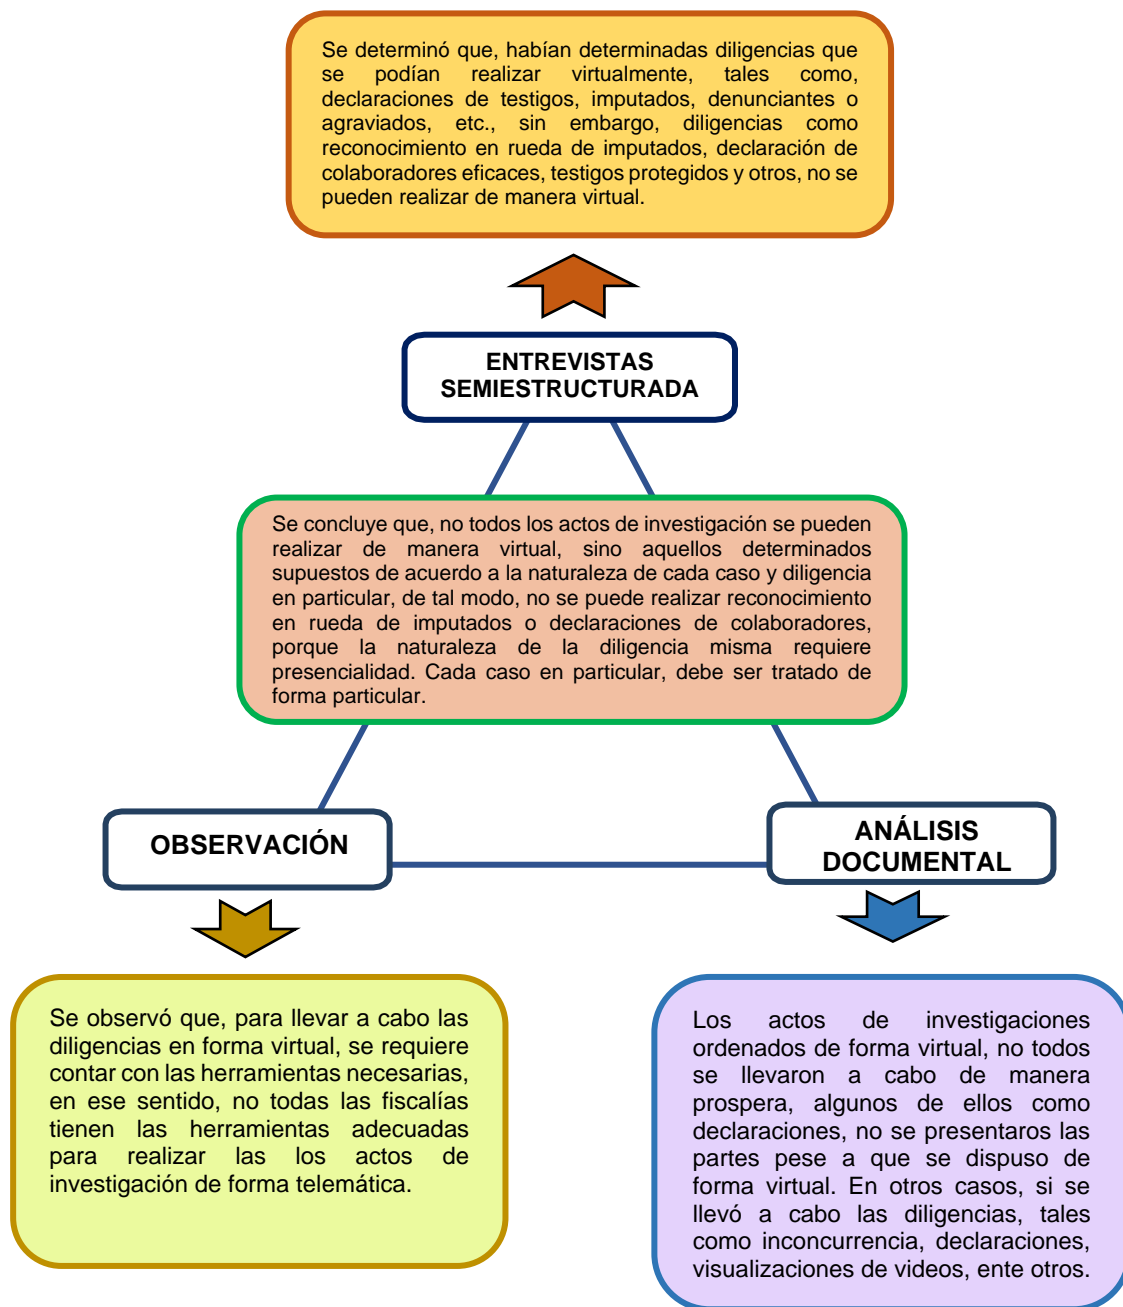 Se determinó que, habían determinadas diligencias que
se podían realizar virtualmente, tales como,
declaraciones de testigos, imputados, denunciantes o
agraviados, etc., sin embargo, diligencias como
reconocimiento en rueda de imputados, declaración de
colaboradores eficaces, testigos protegidos y otros, no se
pueden realizar de manera virtual.
ENTREVISTAS
SEMIESTRUCTURADA
Se concluye que, no todos los actos de investigación se pueden
realizar de manera virtual, sino aquellos determinados
supuestos de acuerdo a la naturaleza de cada caso y diligencia
en particular, de tal modo, no se puede realizar reconocimiento
en rueda de imputados o declaraciones de colaboradores,
porque la naturaleza de la diligencia misma requiere
presencialidad. Cada caso en particular, debe ser tratado de
forma particular.
OBSERVACIÓN
ANÁLISIS
DOCUMENTAL
Se observó que, para llevar a cabo las
diligencias en forma virtual, se requiere
contar con las herramientas necesarias,
en ese sentido, no todas las fiscalías
tienen las herramientas adecuadas
para realizar las los actos de
investigación de forma telemática.
Los actos de investigaciones
ordenados de forma virtual, no todos
se llevaron a cabo de manera
prospera, algunos de ellos como
declaraciones, no se presentaros las
partes pese a que se dispuso de
forma virtual. En otros casos, si se
llevó a cabo las diligencias, tales
como inconcurrencia, declaraciones,
visualizaciones de videos, ente otros.